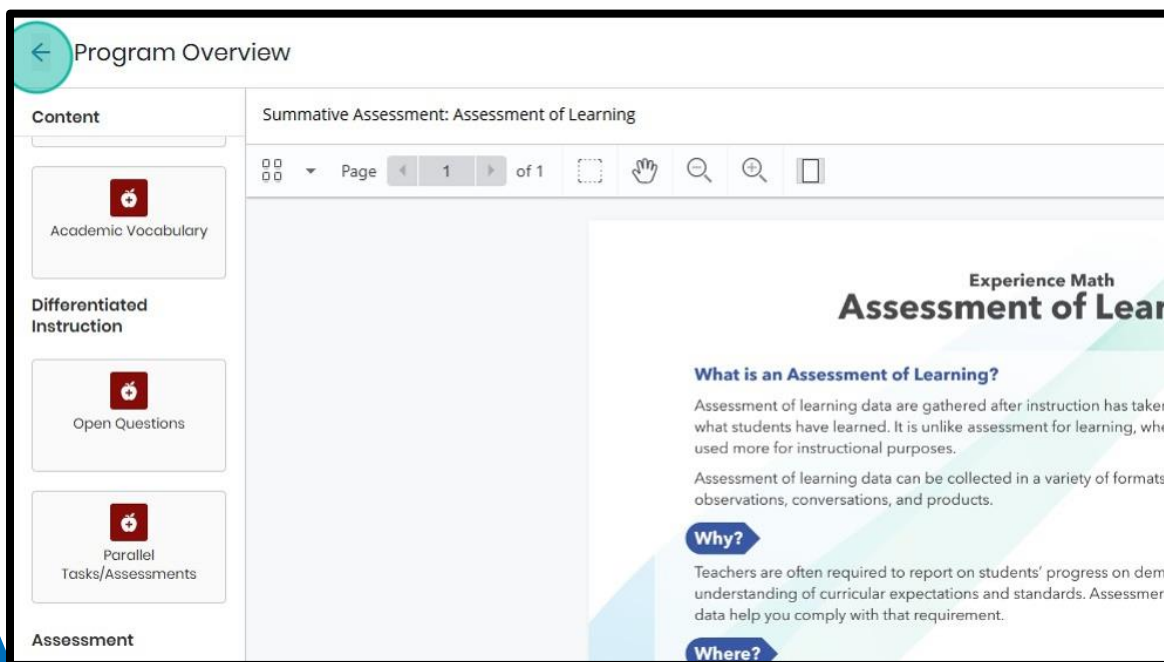 Program Overview
Content
Academic Vocabulary
Differentiated
Instruction
Open Questions
Parallel
Tasks/Assessments
Assessment
Summative Assessment: Assessment of Learning
Page 1 of 1
Experience Math
Assessment of
What is an Assessment of Learning?
Assessment of learning data are gathered after instruction has
what students have learned. It is unlike assessment for learning,
used more for instructional purposes.
Assessment of learning data can be collected in a variety of formats
observations, conversations, and products.
Why?
Teachers are often required to report on students' progress on
understanding of curricular expectations and standards.
data help you comply with that requirement.
Where?